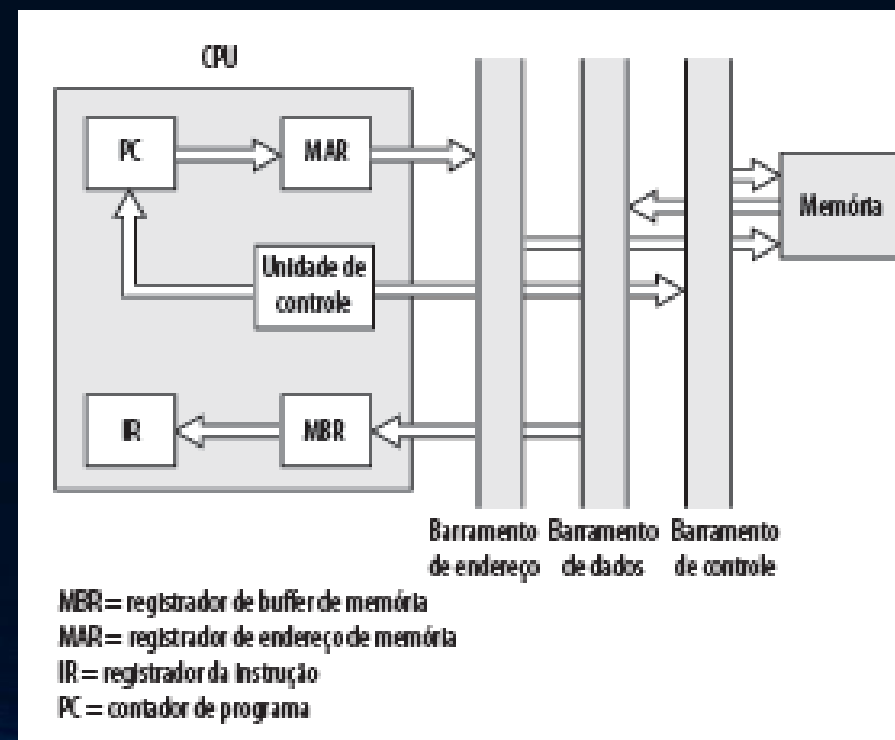 CPU
PC
MAR
Memória
Unidade de
controle
IR
MBR
Barramento Barramento Barramento
de endereço de dados de controle
MBR = registrador de buffer de memória
MAR = registrador de endereço de memória
IR = registrador da instrução
PC = contador de programa